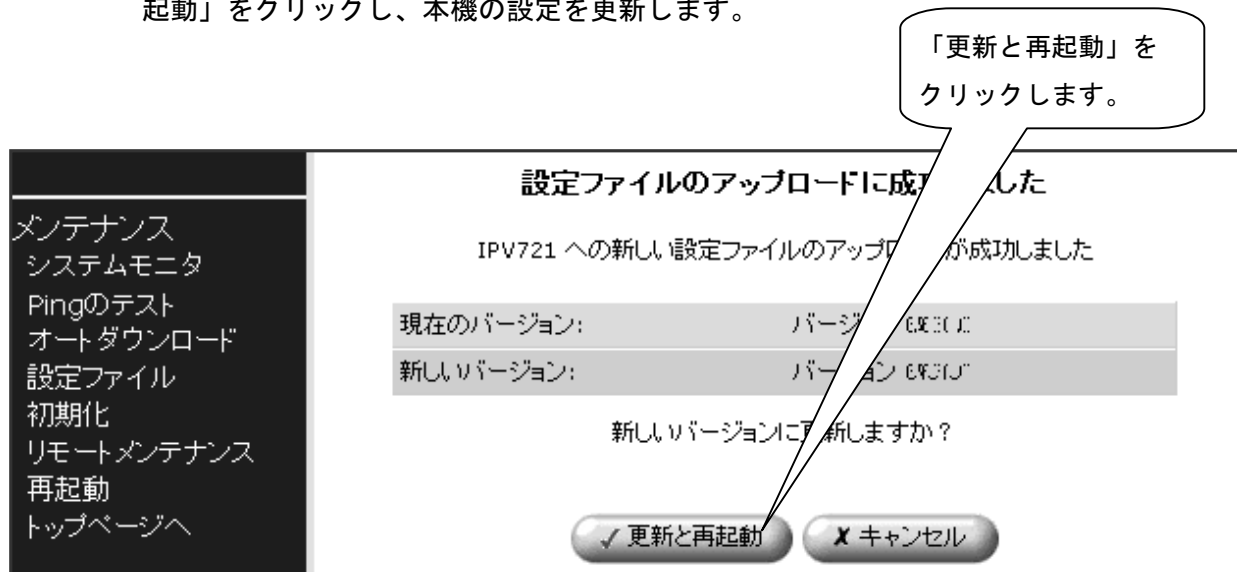 起動」をクリックし、本機の設定を更新します。
「更新と再起動」を
クリックします。
設定ファイルのアップロードに成 した
IPV721 への新しい設定ファイルのアップ が成功しました
メンテナンス
システムモニタ
Pingのテスト
オートダウンロード
設定ファイル
初期化
リモートメンテナンス
再起動
トップページへ
現在のバージョン: バージ
新しいバージョン: バー ョン
新しいバージョンに更新しますか?
✓ 更新と再起動
✗ キャンセル